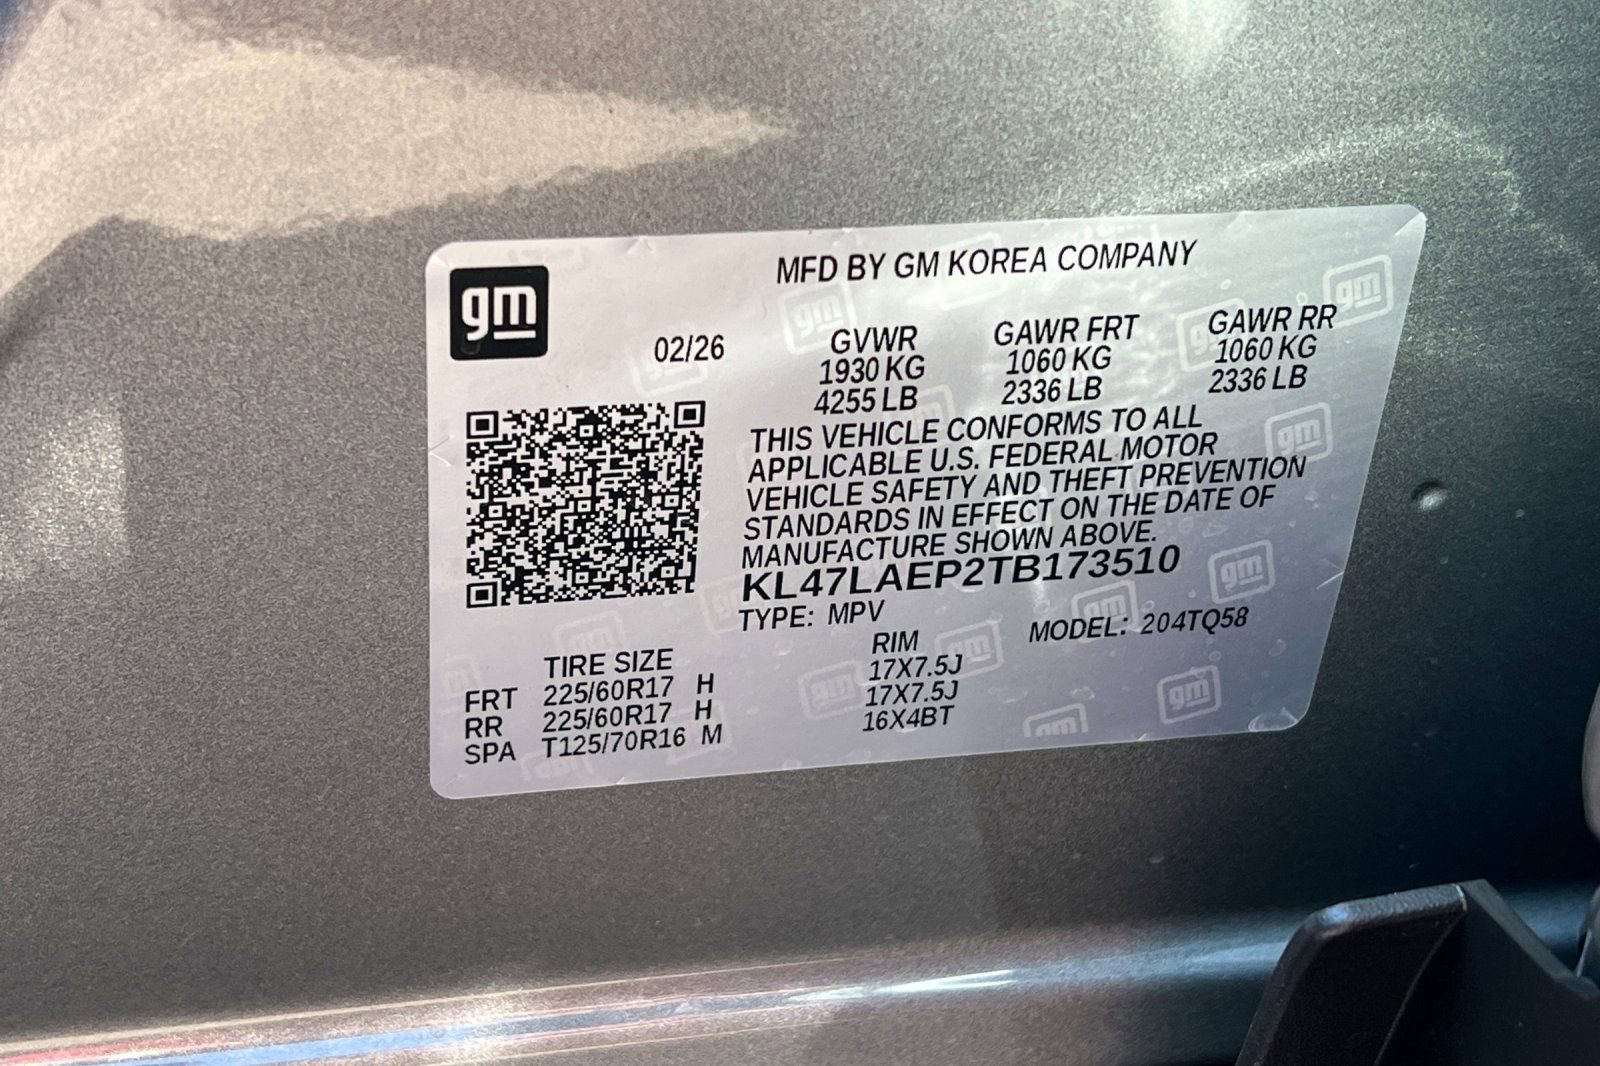 gm
MFD BY GM KOREA COMPANY
02/26
GVWR GAWR FRT GAWR RR
1930 KG 1060 KG 1060 KG
4255 LB 2336 LB 2336 LB
THIS VEHICLE CONFORMS TO ALL
APPLICABLE U.S. FEDERAL MOTOR
VEHICLE SAFETY AND THEFT PREVENTION
STANDARDS IN EFFECT ON THE DATE OF
MANUFACTURE SHOWN ABOVE.
KL47LAEP2TB173510
TYPE: MPV MODEL: 204TQ58
TIRE SIZE RIM
FRT 225/60R17 H 17X7.5J
RR 225/60R17 H 17X7.5J
SPA T125/70R16 M 16X4BT